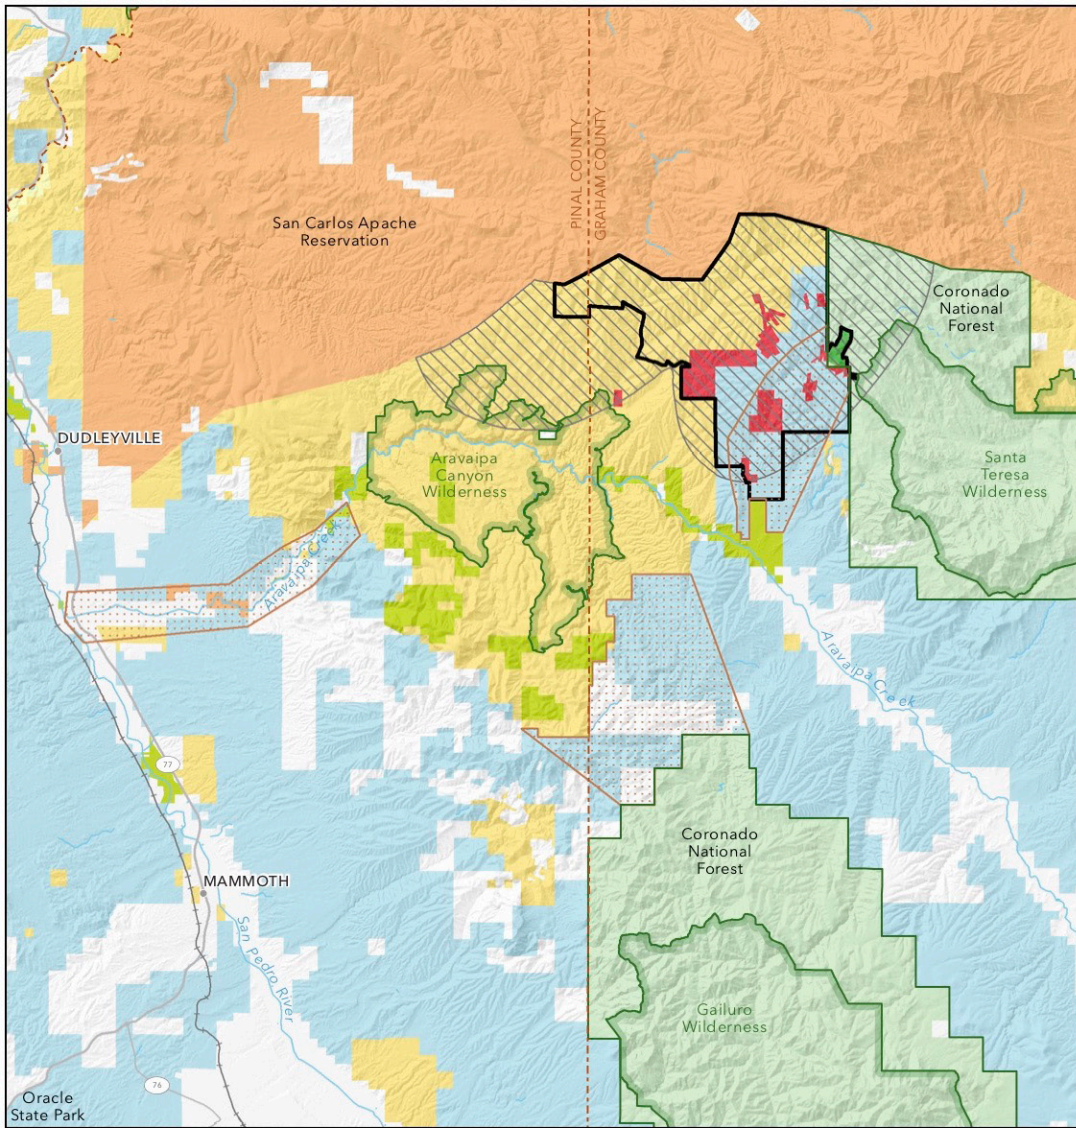 PINAL COUNTY
GRAHAM COUNTY
San Carlos Apache
Reservation
Coronado
National
Forest
DUDLEYVILLE
Aravaipa
Canyon
Wilderness
Santa
Teresa
Wilderness
Aravaipa Creek
Aravaipa Creek
77
Coronado
National
Forest
MAMMOTH
San Pedro River
Gailuro
Wilderness
76
Oracle
State Park